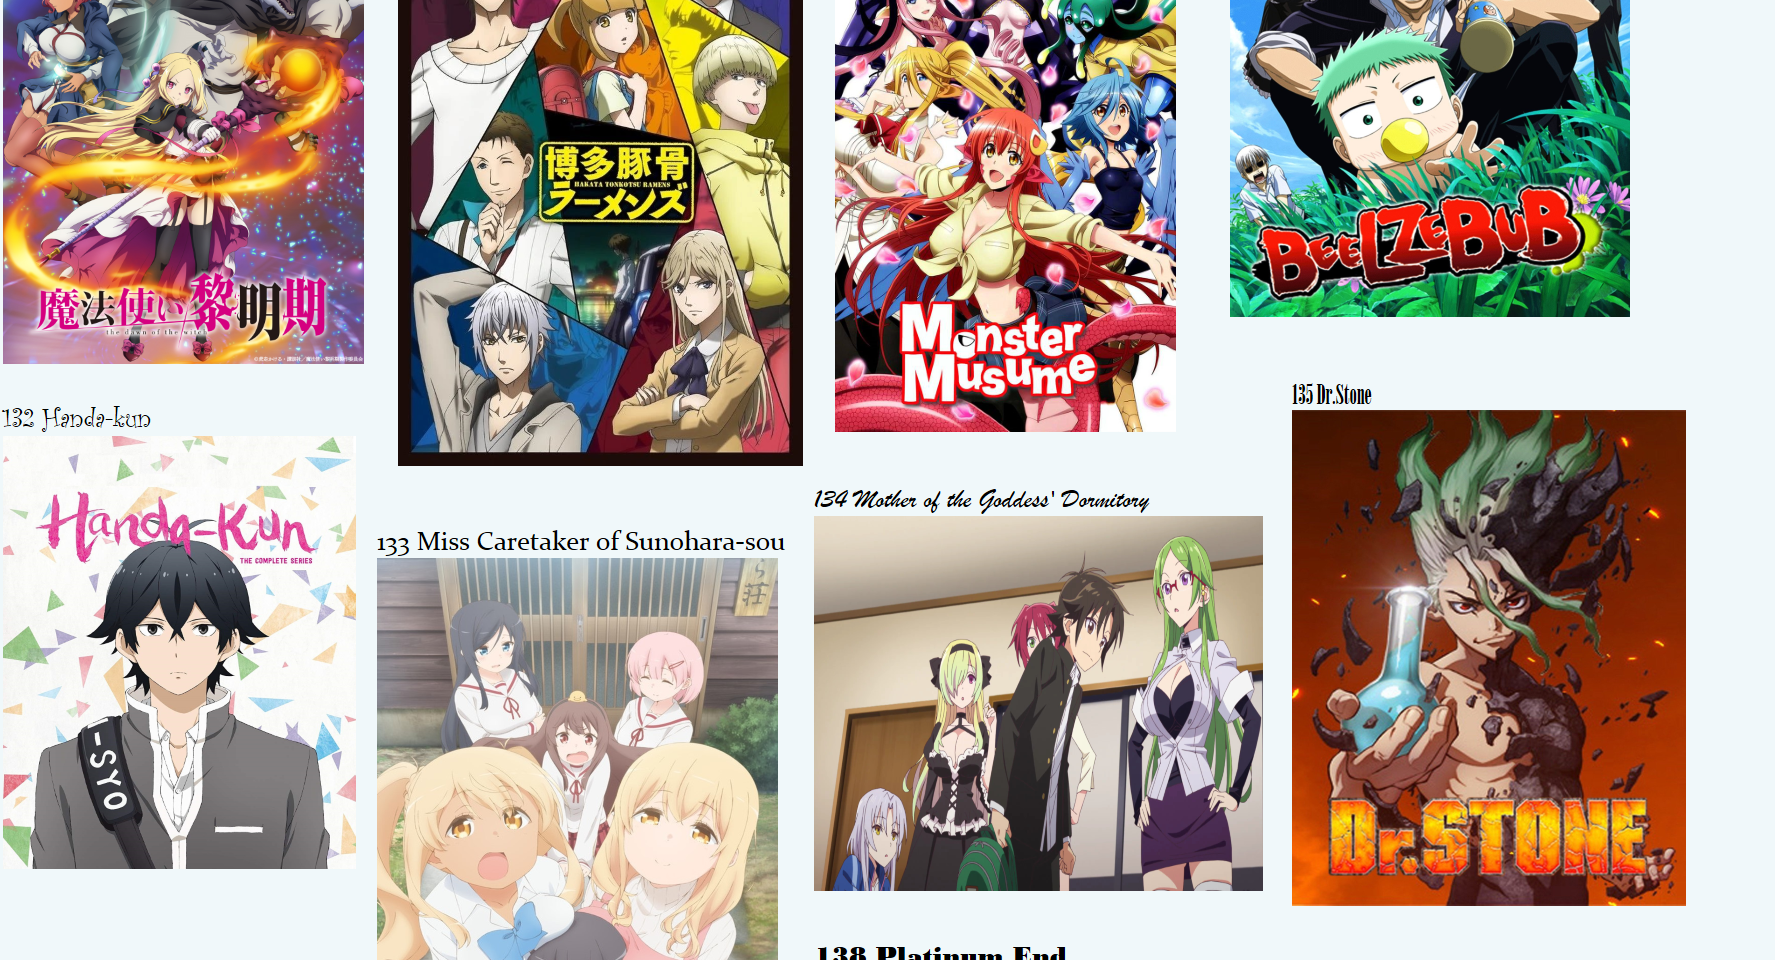 魔法使い黎明期
the dawn of the witch
博多豚骨
HAKATA TONKOTSU RAMENS
ラーメンズ
Monster
Musume
BEELZEBUB
132 Handa-kun
Handa-Kun
THE COMPLETE SERIES
I-SYO
133 Miss Caretaker of Sunohara-sou
ら荘
134 Mother of the Goddess' Dormitory
135 Dr.Stone
Dr.STONE
138 Platinum End